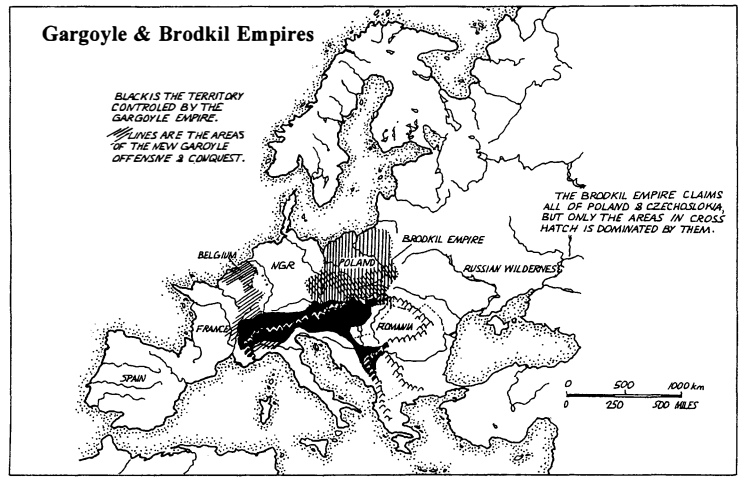 Gargoyle & Brodkil Empires
BLACK IS THE TERRITORY
CONTROLED BY THE
GARGOYLE EMPIRE.
LINES ARE THE AREAS
OF THE NEW GAROYLE
OFFENSIVE & CONQUEST.
THE BRODKIL EMPIRE CLAIMS
ALL OF POLAND & CZECHOSLOKIA,
BUT ONLY THE AREAS IN CROSS
HATCH IS DOMINATED BY THEM.
BRODKIL EMPIRE
BELGIUM
N.G.R.
POLAND
RUSSIAN WILDERNESS
FRANCE
ROMANIA
SPAIN
0 500 1000 km
0 250 500 MILES